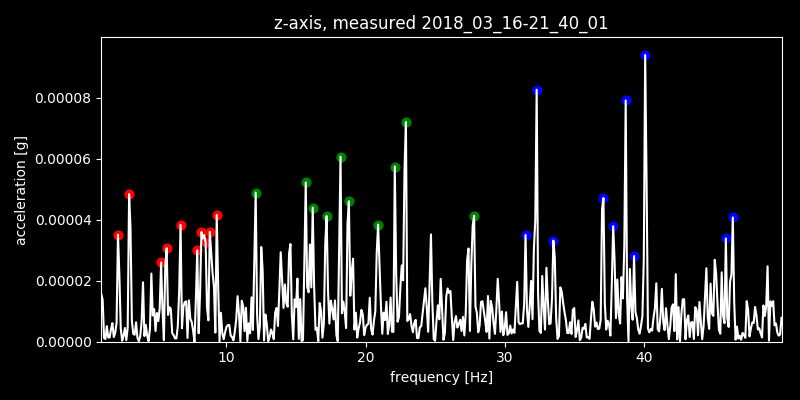 z-axis, measured 2018_03_16-21_40_01
acceleration [g]
0.00008
0.00006
0.00004
0.00002
0.00000
10 20 30 40
frequency [Hz]